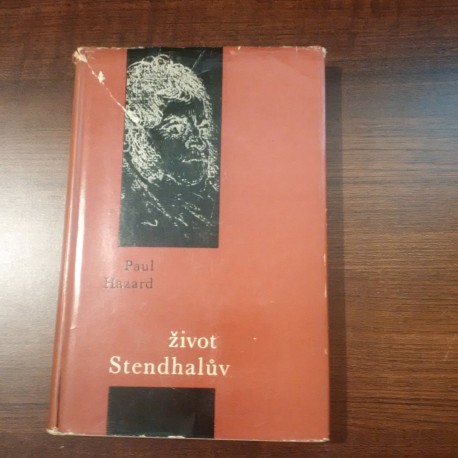 Paul
Hazard
život
Stendhalův